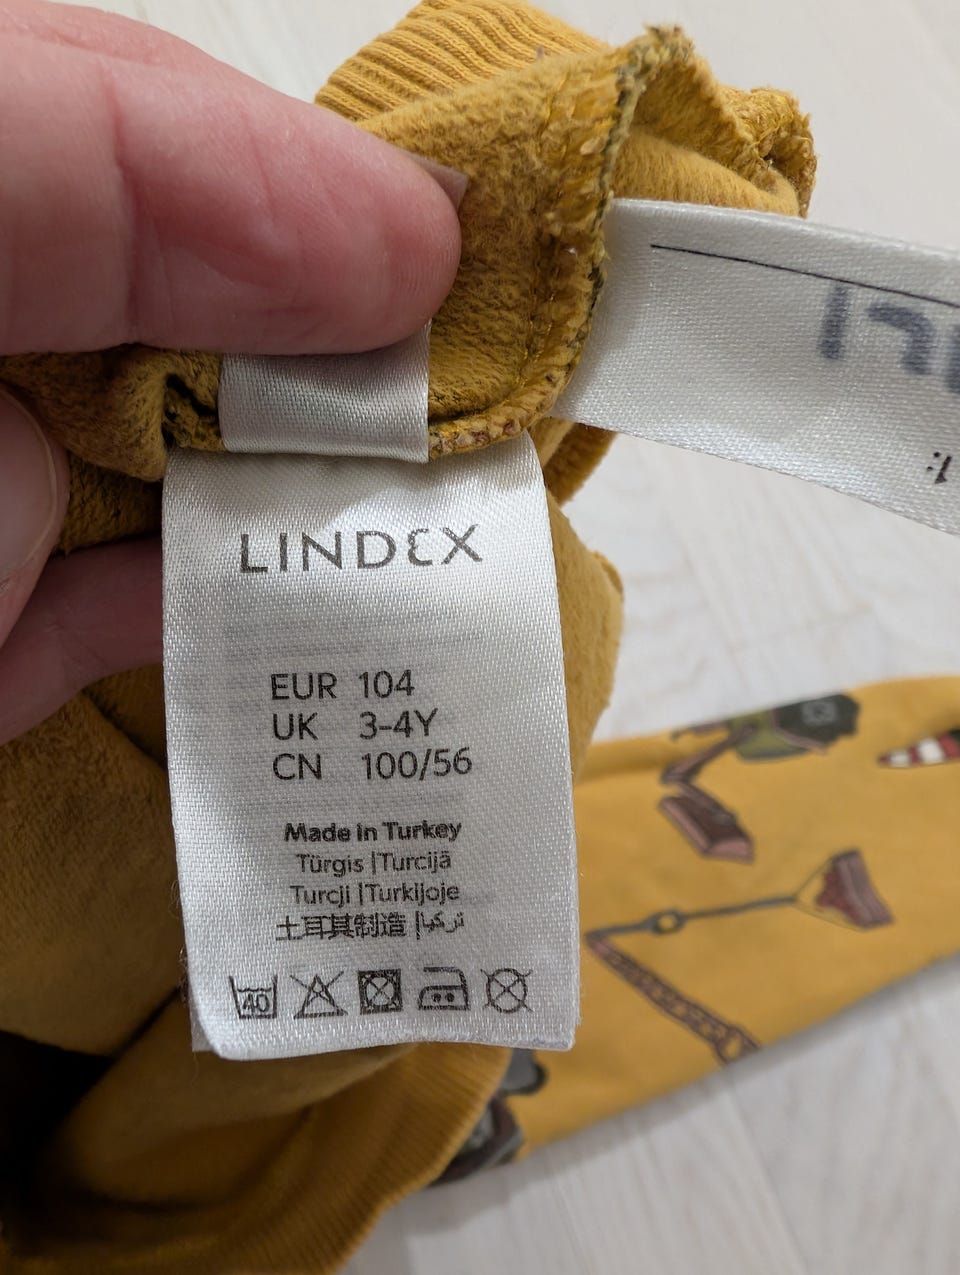 LINDEX
EUR 104
UK 3-4Y
CN 100/56
Made in Turkey
Türgis |Turcijā
Turcji |Turkijoje
土耳其制造 |تركيا
40